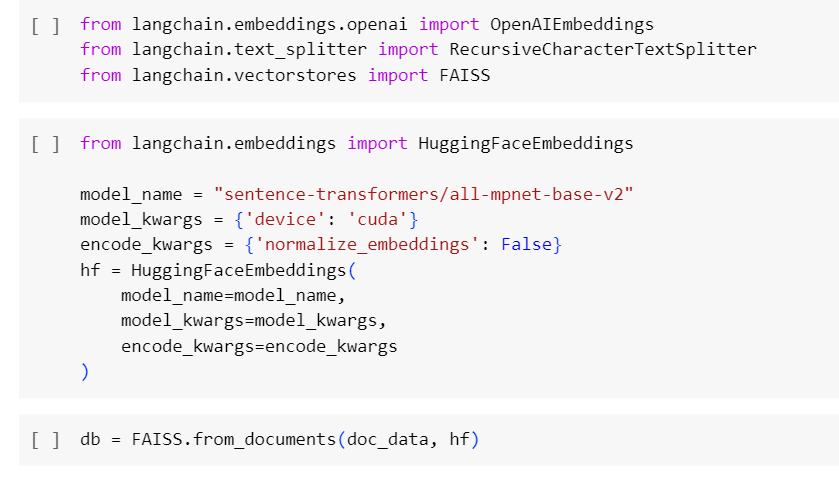 [ ] from langchain.embeddings.openai import OpenAIEmbeddings
from langchain.text_splitter import RecursiveCharacterTextSplitter
from langchain.vectorstores import FAISS
[ ] from langchain.embeddings import HuggingFaceEmbeddings
model_name = "sentence-transformers/all-mpnet-base-v2"
model_kwargs = {'device': 'cuda'}
encode_kwargs = {'normalize_embeddings': False}
hf = HuggingFaceEmbeddings(
    model_name=model_name,
    model_kwargs=model_kwargs,
    encode_kwargs=encode_kwargs
)
[ ] db = FAISS.from_documents(doc_data, hf)